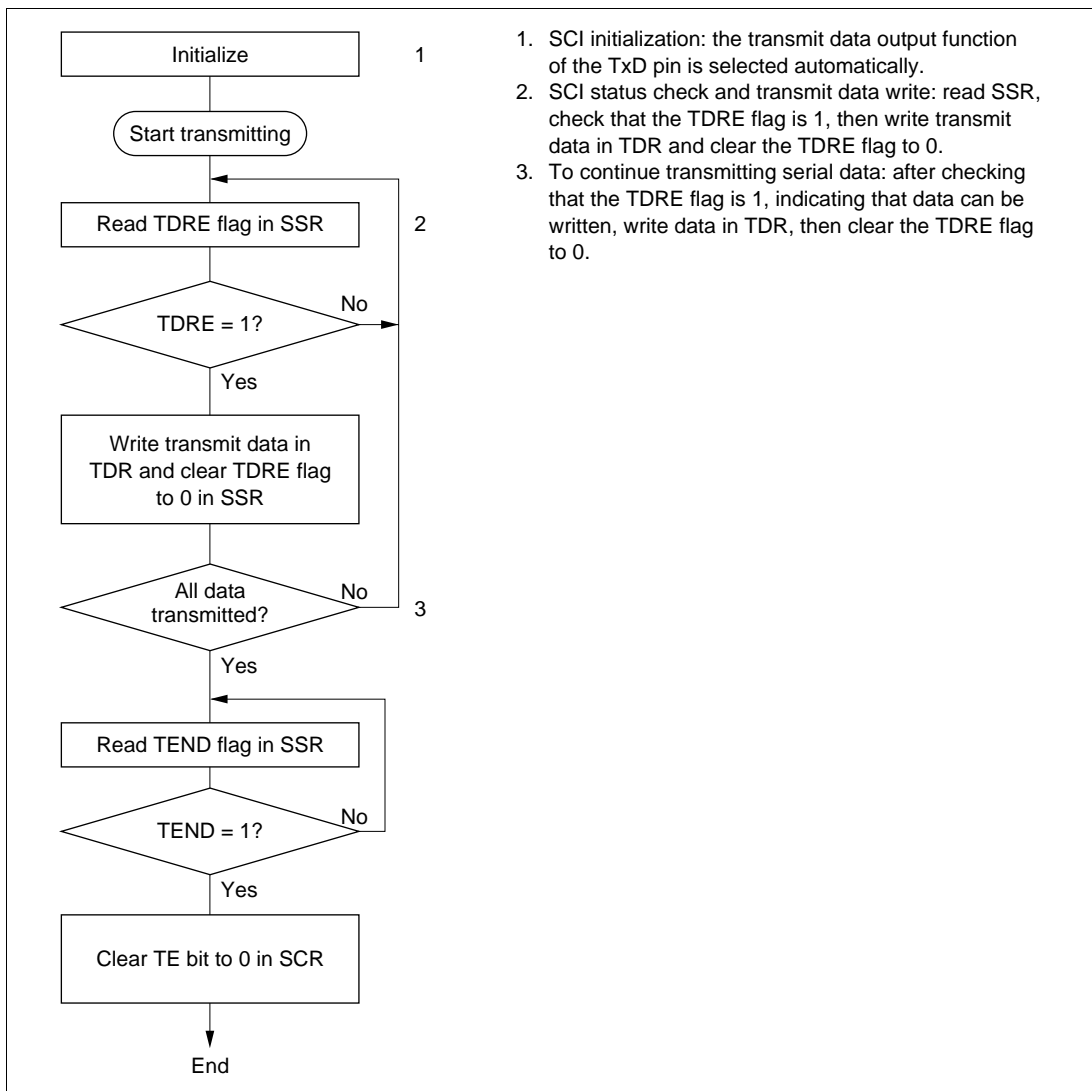 Initialize
1
Start transmitting
Read TDRE flag in SSR
2
TDRE = 1?
No
Yes
Write transmit data in
TDR and clear TDRE flag
to 0 in SSR
All data
transmitted?
No
3
Yes
Read TEND flag in SSR
TEND = 1?
No
Yes
Clear TE bit to 0 in SCR
End
1. SCI initialization: the transmit data output function
of the TxD pin is selected automatically.
2. SCI status check and transmit data write: read SSR,
check that the TDRE flag is 1, then write transmit
data in TDR and clear the TDRE flag to 0.
3. To continue transmitting serial data: after checking
that the TDRE flag is 1, indicating that data can be
written, write data in TDR, then clear the TDRE flag
to 0.